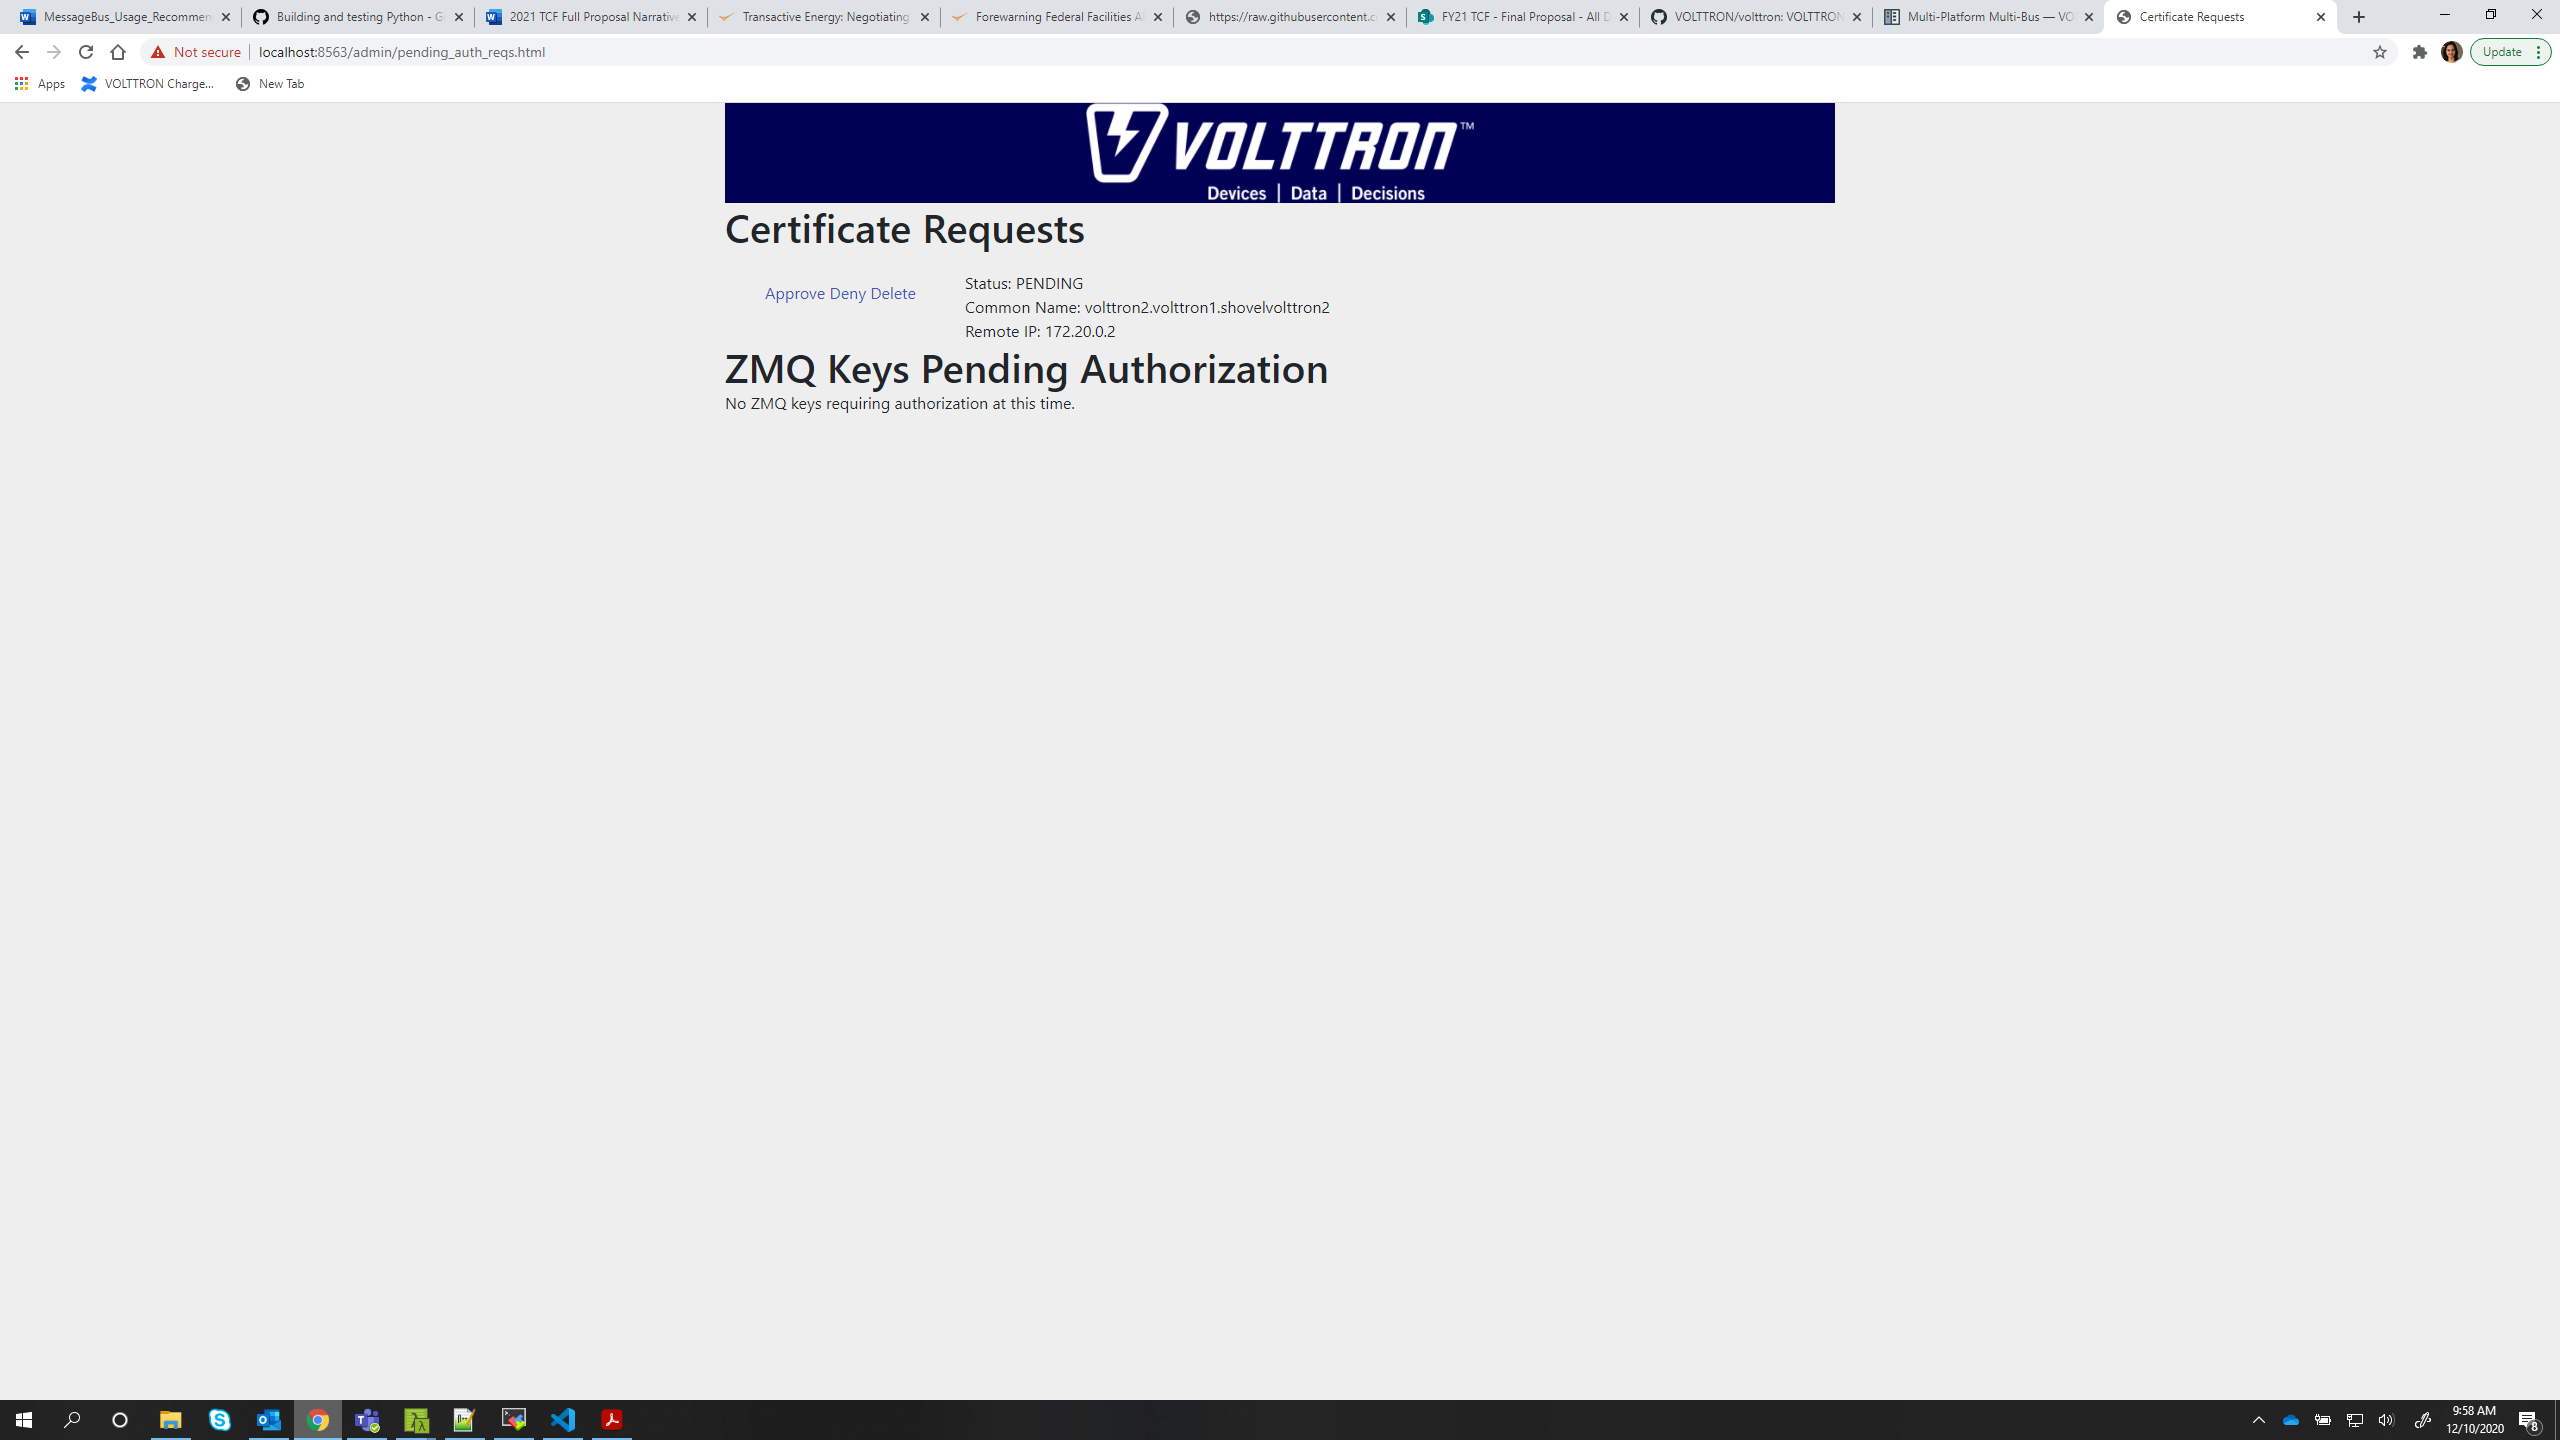 MessageBus_Usage_Recommen
Building and testing Python - G
2021 TCF Full Proposal Narrative
Transactive Energy: Negotiating
Forewarning Federal Facilities A
https://raw.githubusercontent.c
FY21 TCF - Final Proposal - All D
VOLTTRON/volttron: VOLTTRON
Multi-Platform Multi-Bus — VO
Certificate Requests
Not secure
localhost:8563/admin/pending_auth_reqs.html
Update
Apps
VOLTTRON Charge...
New Tab
VOLTTRON™
Devices | Data | Decisions
Certificate Requests
Approve Deny Delete
Status: PENDING
Common Name: volttron2.volttron1.shovelvolttron2
Remote IP: 172.20.0.2
ZMQ Keys Pending Authorization
No ZMQ keys requiring authorization at this time.
9:58 AM
12/10/2020
8